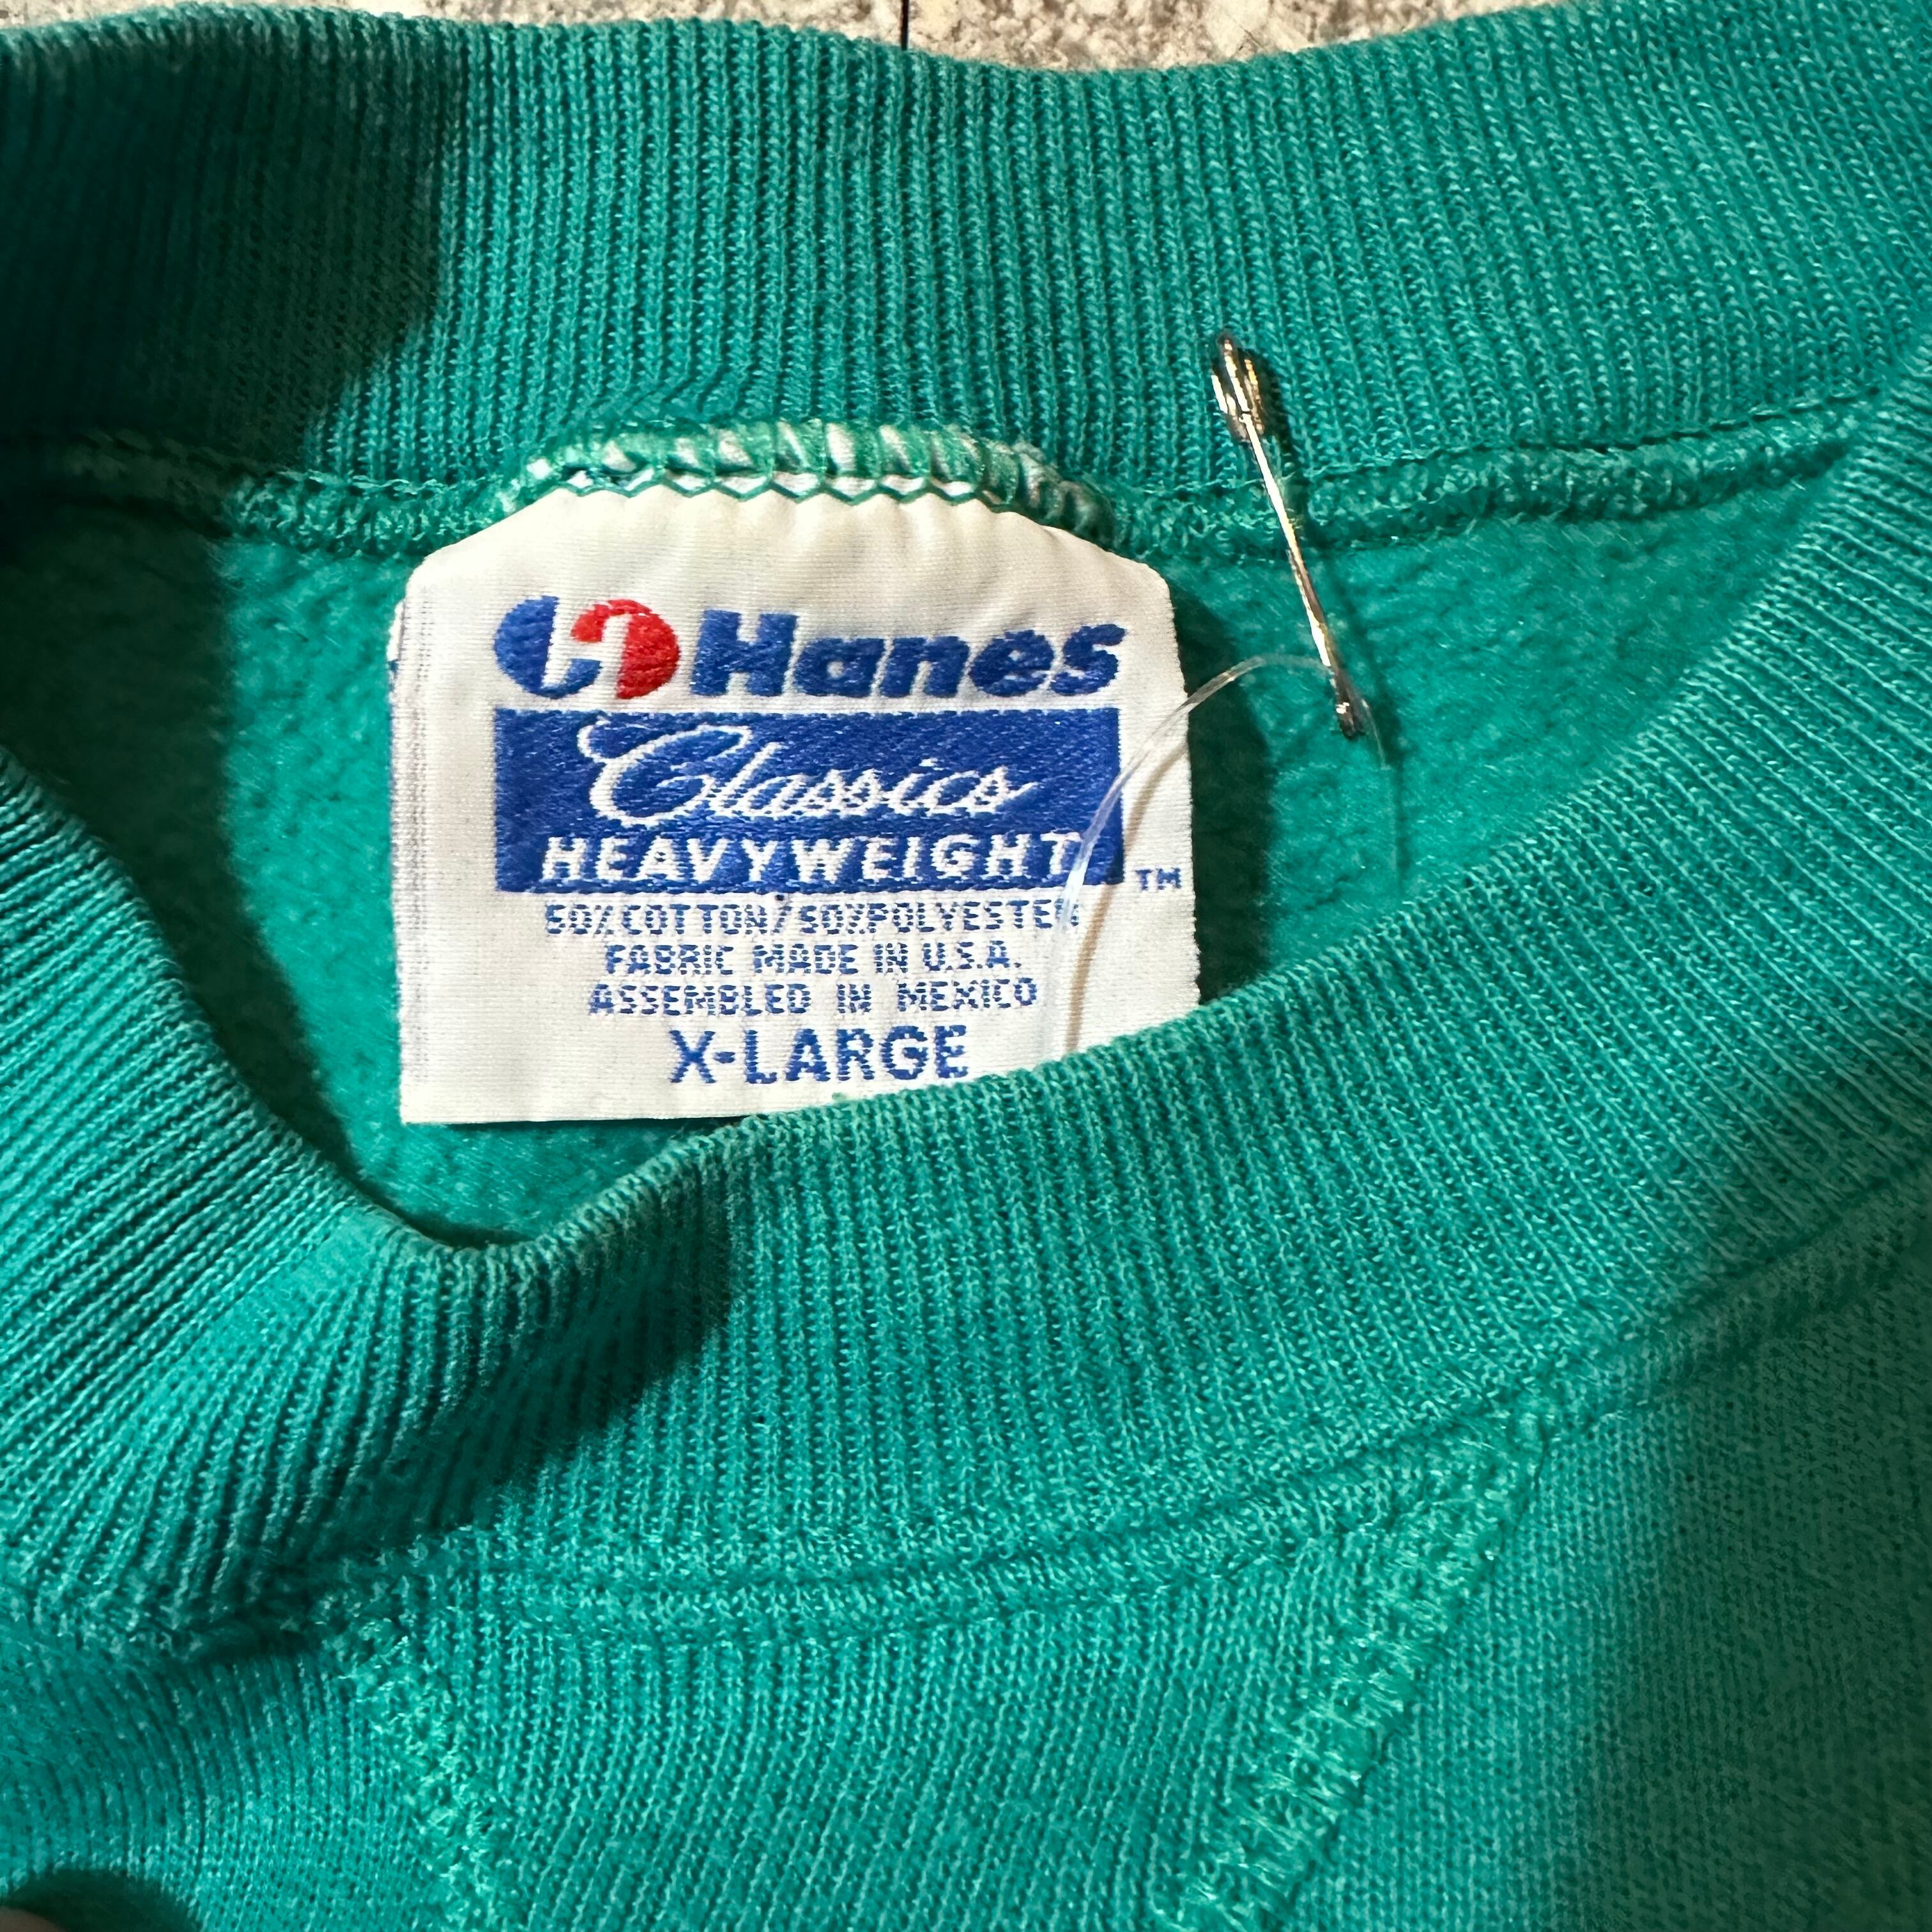 Hanes
Classics
HEAVYWEIGHT TM
50% COTTON/50% POLYESTER
FABRIC MADE IN U.S.A.
ASSEMBLED IN MEXICO
X-LARGE